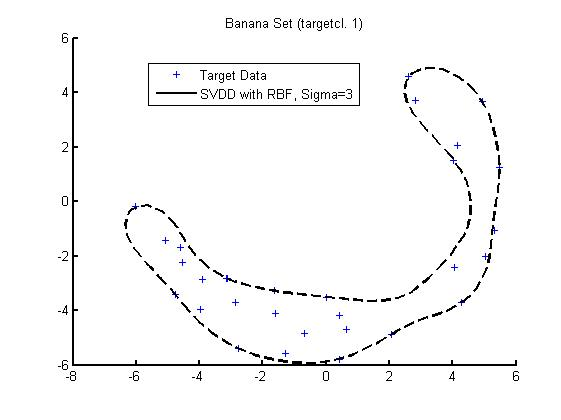 Banana Set (targetcl. 1)
6
4
2
0
-2
-4
-6
Target Data
SVDD with RBF, Sigma=3
-8 -6 -4 -2 0 2 4 6